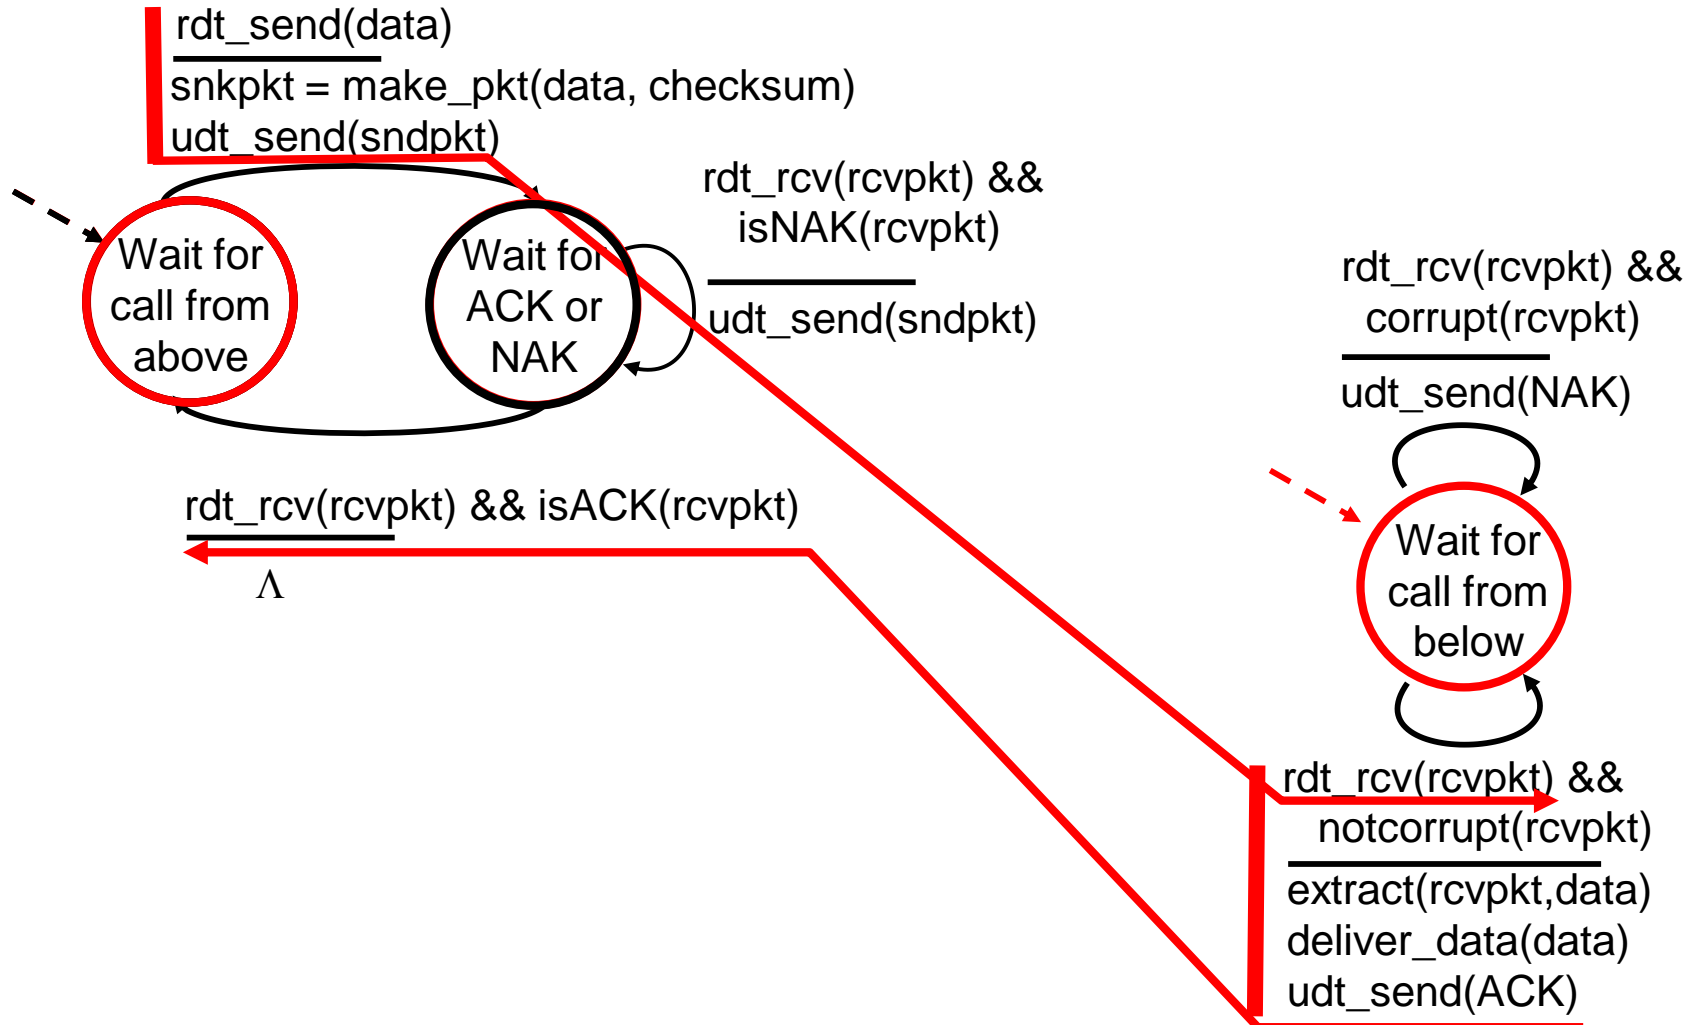 rdt_send(data)
snkpkt = make_pkt(data, checksum)
udt_send(sndpkt)
Wait for
call from
above
Wait for
ACK or
NAK
rdt_rcv(rcvpkt) &&
isNAK(rcvpkt)
udt_send(sndpkt)
rdt_rcv(rcvpkt) && isACK(rcvpkt)
Λ
rdt_rcv(rcvpkt) &&
corrupt(rcvpkt)
udt_send(NAK)
Wait for
call from
below
rdt_rcv(rcvpkt) &&
notcorrupt(rcvpkt)
extract(rcvpkt,data)
deliver_data(data)
udt_send(ACK)